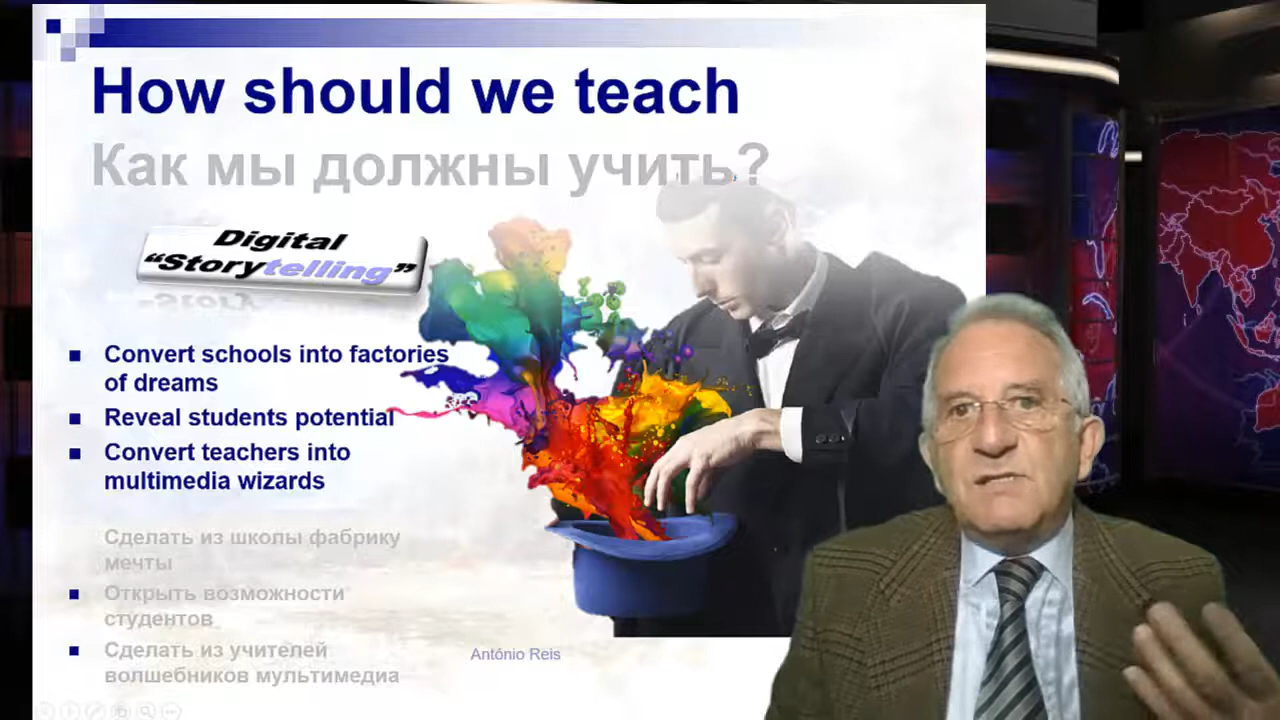 How should we teach
Как мы должны учить?
Digital
“Storytelling”
Convert schools into factories
of dreams
Reveal students potential
Convert teachers into
multimedia wizards
Сделать из школы фабрику
мечты
Открыть возможности
студентов
Сделать из учителей
волшебников мультимедиа
António Reis